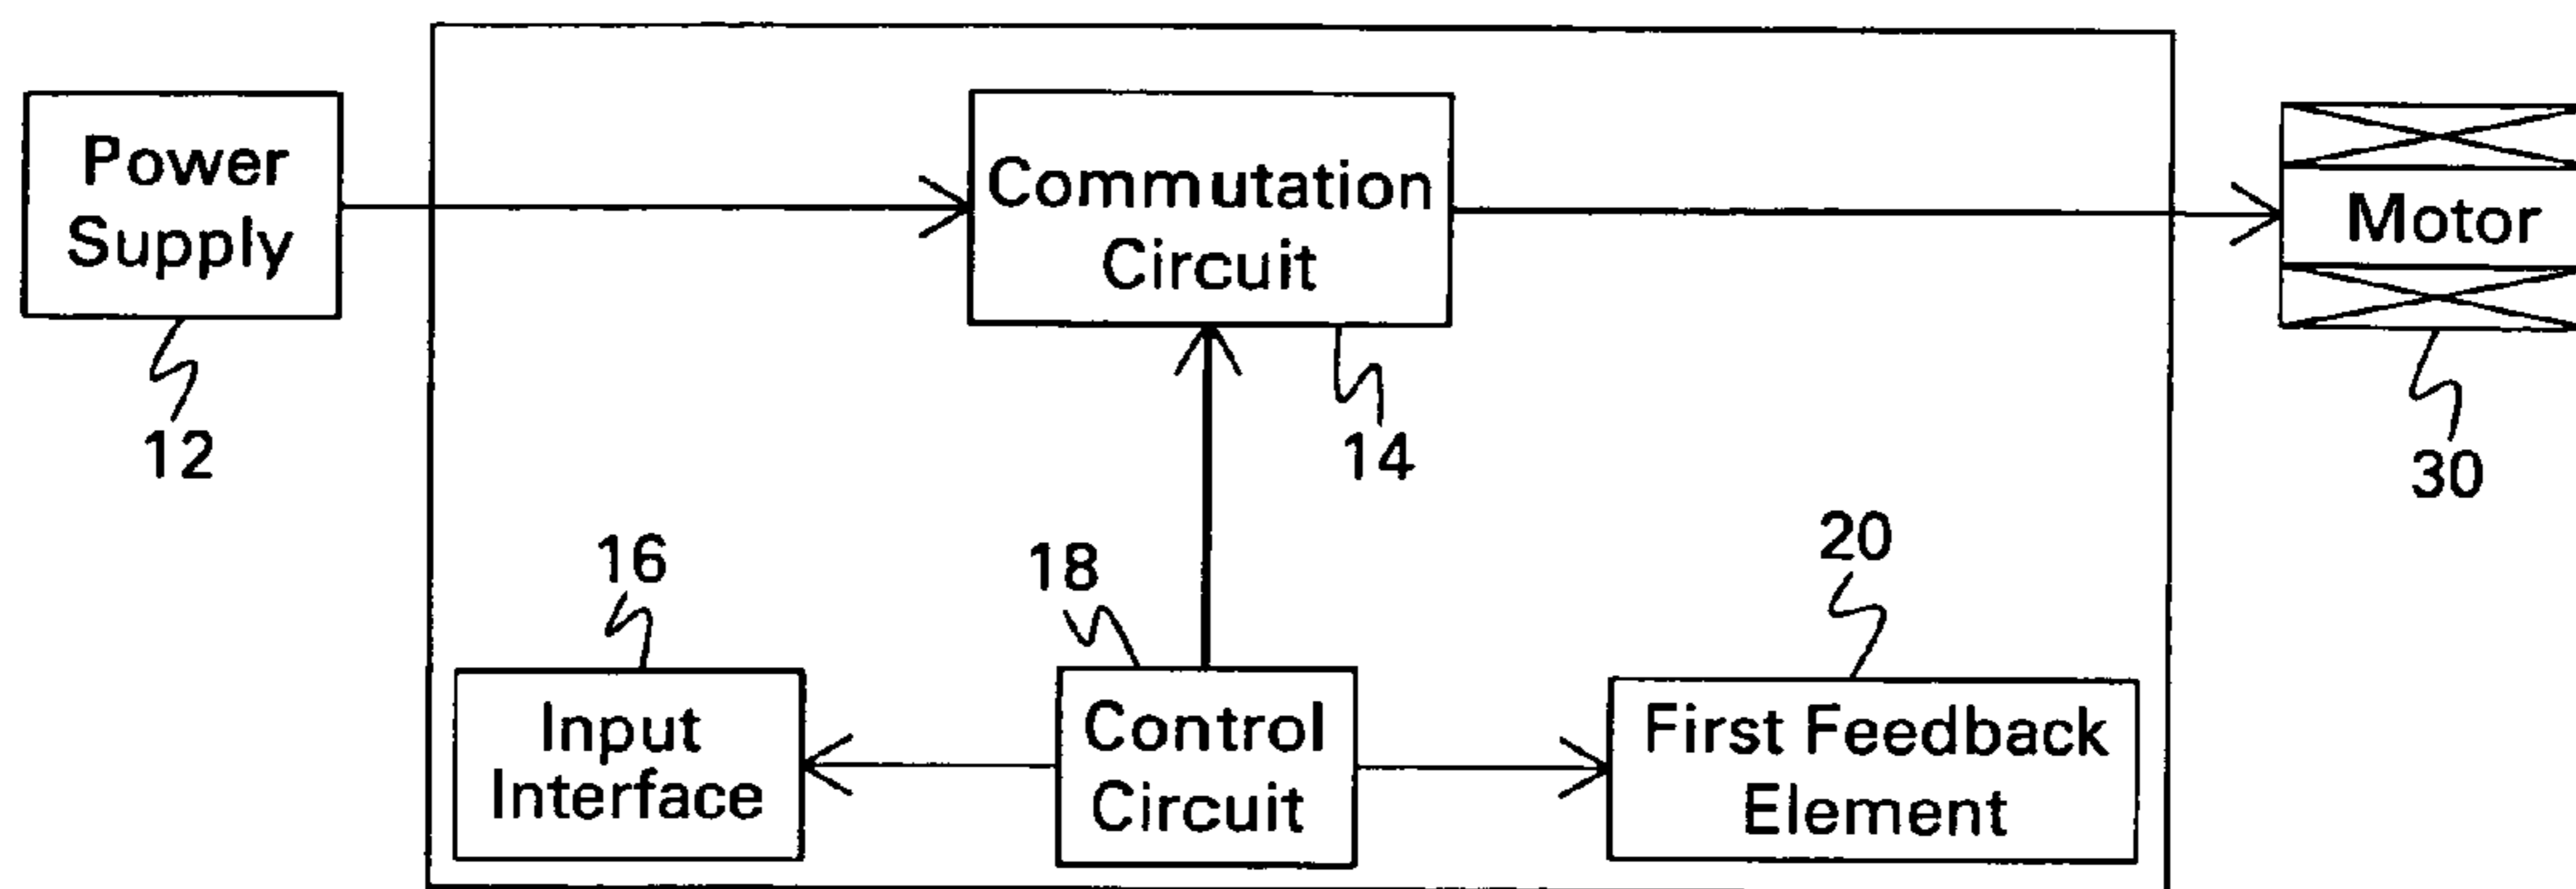 Power
Supply
12
Commutation
Circuit
14
Motor
30
16
Input
Interface
18
Control
Circuit
20
First Feedback
Element